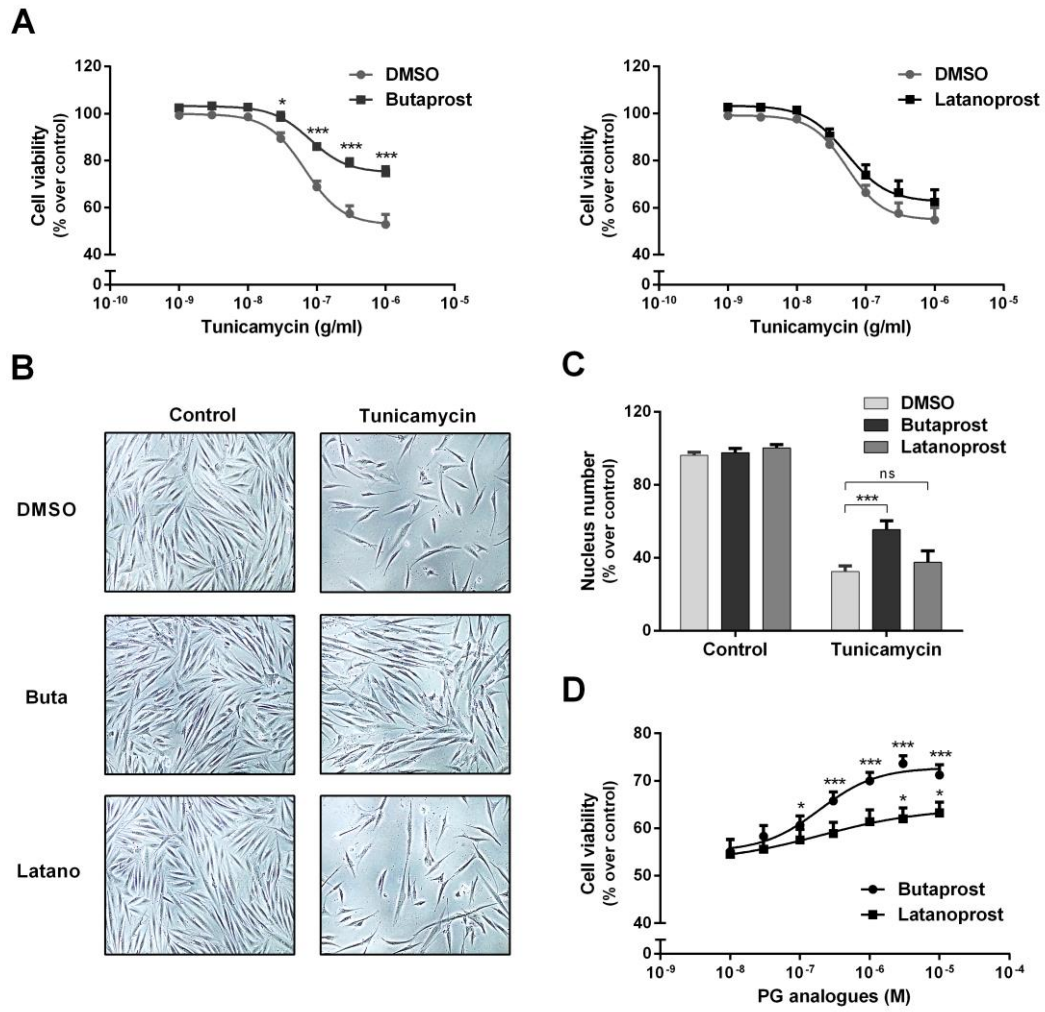 A
120
100
80
60
40
0
Cell viability
(% over control)
DMSO
Butaprost
*
***
***
***
10-10
10-9
10-8
10-7
10-6
10-5
Tunicamycin (g/ml)
120
100
80
60
40
0
Cell viability
(% over control)
DMSO
Latanoprost
10-10
10-9
10-8
10-7
10-6
10-5
Tunicamycin (g/ml)
B
Control
Tunicamycin
DMSO
Buta
Latano
C
DMSO
Butaprost
Latanoprost
120
80
40
0
Nucleus number
(% over control)
ns
***
Control
Tunicamycin
D
80
70
60
50
40
0
Cell viability
(% over control)
*
***
***
***
***
*
*
Butaprost
Latanoprost
10-9
10-8
10-7
10-6
10-5
10-4
PG analogues (M)